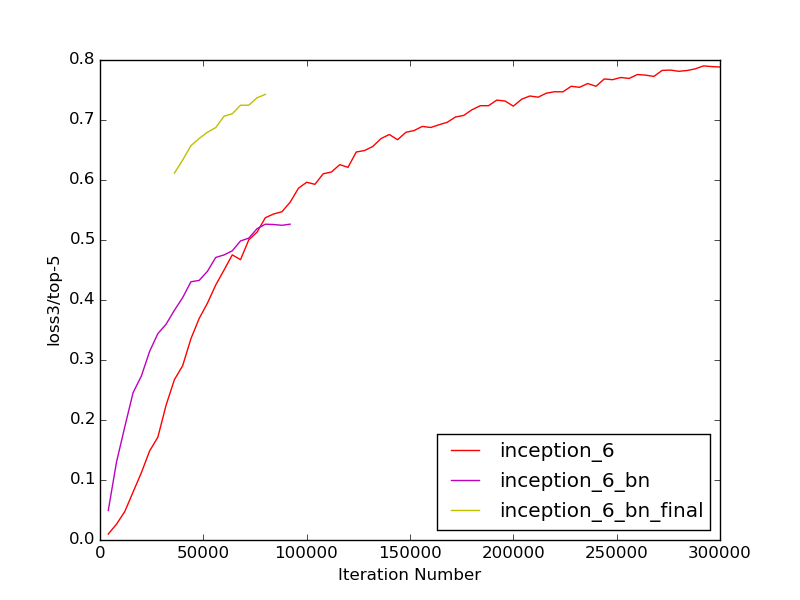 0.8
0.7
0.6
0.5
0.4
0.3
0.2
0.1
0.0
loss3/top-5
inception_6
inception_6_bn
inception_6_bn_final
0 50000 100000 150000 200000 250000 300000
Iteration Number